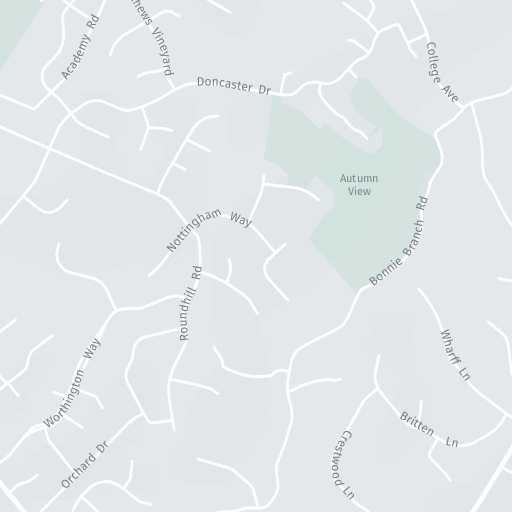 hews Vineyard
Academy Rd
College Ave
Doncaster Dr
Autumn
View
Nottingham Way
Bonnie Branch Rd
Roundhill Rd
Worthington Way
Wharff Ln
Britten Ln
Crestwood Ln
Orchard Dr